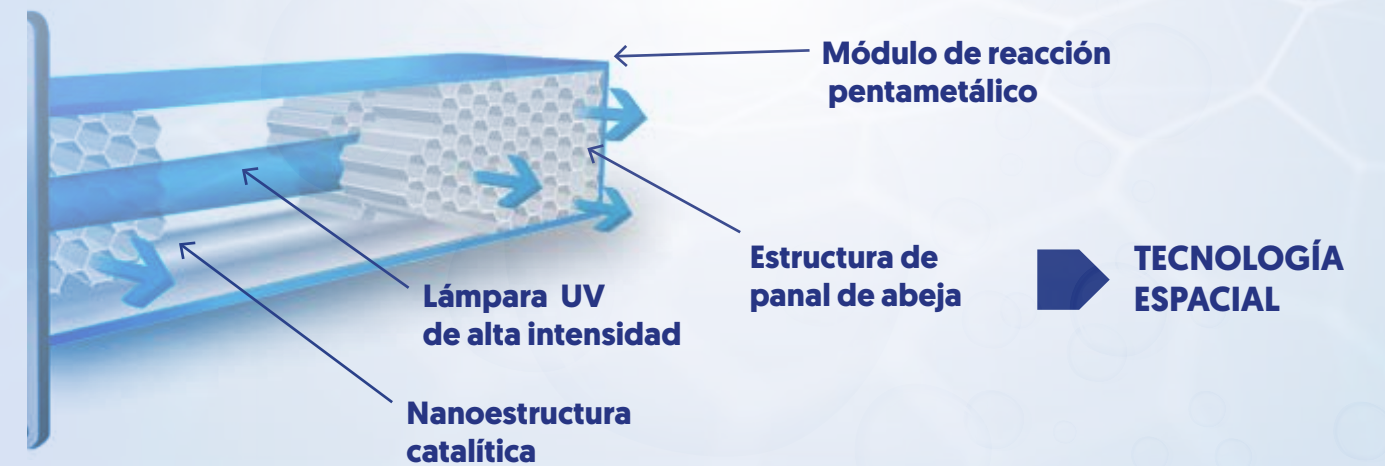 Módulo de reacción
pentametálico
Estructura de
panal de abeja
TECNOLOGÍA
ESPACIAL
Lámpara UV
de alta intensidad
Nanoestructura
catalítica